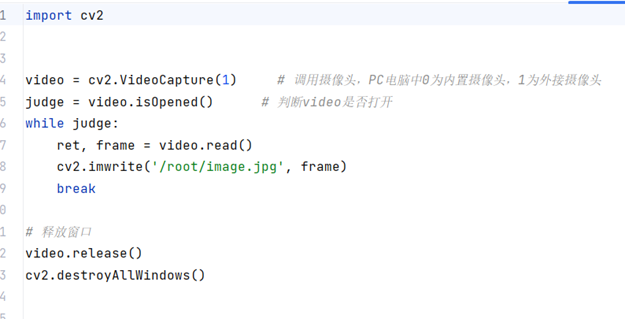 1 import cv2
2
3
4 video = cv2.VideoCapture(1)     # 调用摄像头，PC电脑中0为内置摄像头，1为外接摄像头
5 judge = video.isOpened()      # 判断video是否打开
6 while judge:
7     ret, frame = video.read()
8     cv2.imwrite('/root/image.jpg', frame)
9     break
0
1 # 释放窗口
2 video.release()
3 cv2.destroyAllWindows()
4